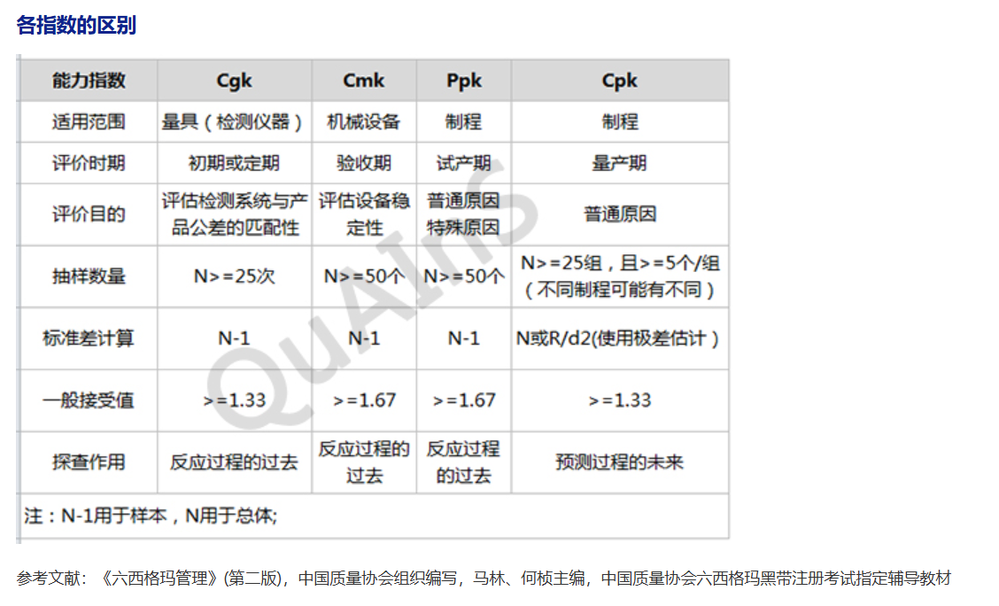 各指数的区别
能力指数 Cgk Cmk Ppk Cpk
适用范围 量具（检测仪器） 机械设备 制程 制程
评价时期 初期或定期 验收期 试产期 量产期
评价目的 评估检测系统与产 评估设备稳 普通原因 普通原因
品公差的匹配性 定性 特殊原因
抽样数量 N>=25次 N>=50个 N>=50个 N>=25组，且>=5个/组
（不同制程可能有不同）
标准差计算 N-1 N-1 N-1 N或R/d2(使用极差估计）
一般接受值 >=1.33 >=1.67 >=1.67 >=1.33
探查作用 反应过程的过去 反应过程的 反应过程 预测过程的未来
过去 的过去
注：N-1用于样本，N用于总体;
QuAInS
参考文献：《六西格玛管理》(第二版)，中国质量协会组织编写，马林、何桢主编，中国质量协会六西格玛黑带注册考试指定辅导教材